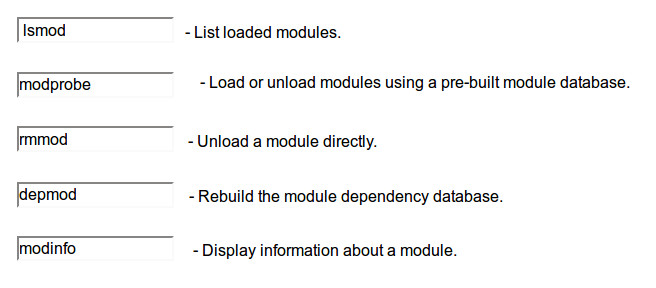 lsmod - List loaded modules.
modprobe - Load or unload modules using a pre-built module database.
rmmod - Unload a module directly.
depmod - Rebuild the module dependency database.
modinfo - Display information about a module.